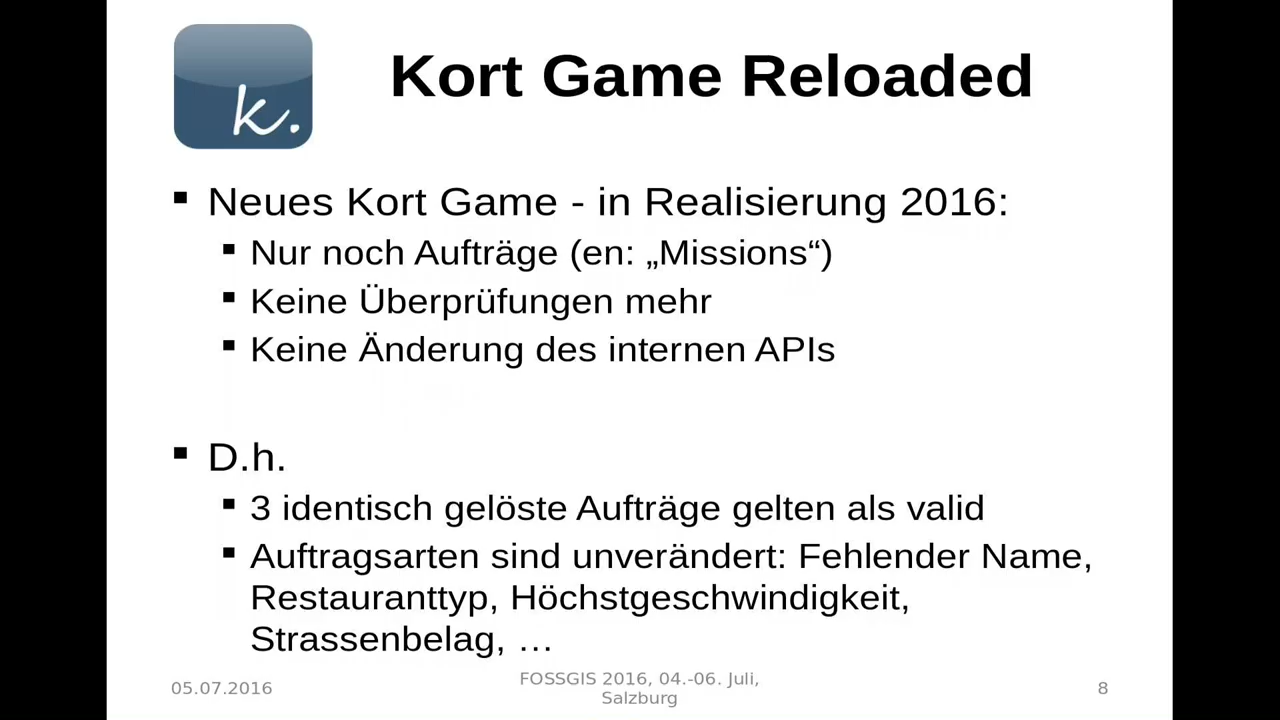 k.
Kort Game Reloaded
Neues Kort Game - in Realisierung 2016:
Nur noch Aufträge (en: „Missions“)
Keine Überprüfungen mehr
Keine Änderung des internen APIs
D.h.
3 identisch gelöste Aufträge gelten als valid
Auftragsarten sind unverändert: Fehlender Name,
Restauranttyp, Höchstgeschwindigkeit,
Strassenbelag, …
05.07.2016
FOSSGIS 2016, 04.-06. Juli,
Salzburg
8